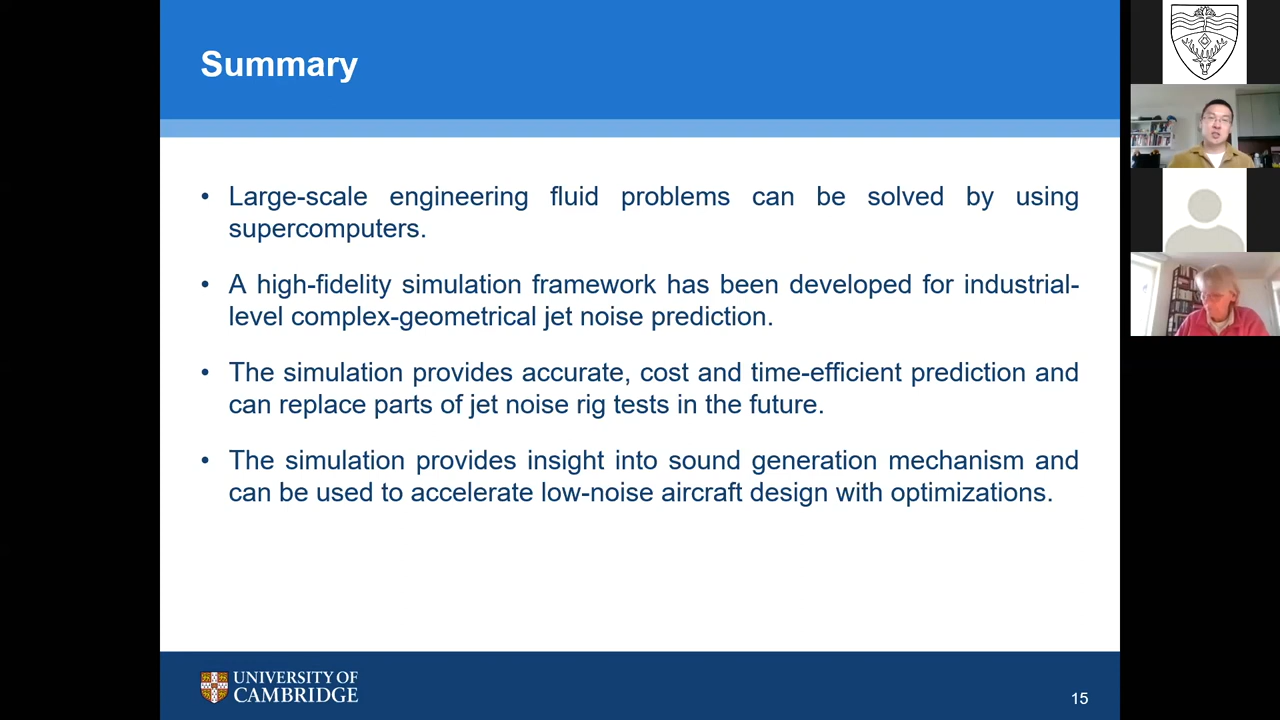 Summary
• Large-scale engineering fluid problems can be solved by using
supercomputers.
• A high-fidelity simulation framework has been developed for industrial-
level complex-geometrical jet noise prediction.
• The simulation provides accurate, cost and time-efficient prediction and
can replace parts of jet noise rig tests in the future.
• The simulation provides insight into sound generation mechanism and
can be used to accelerate low-noise aircraft design with optimizations.
UNIVERSITY OF
CAMBRIDGE
15